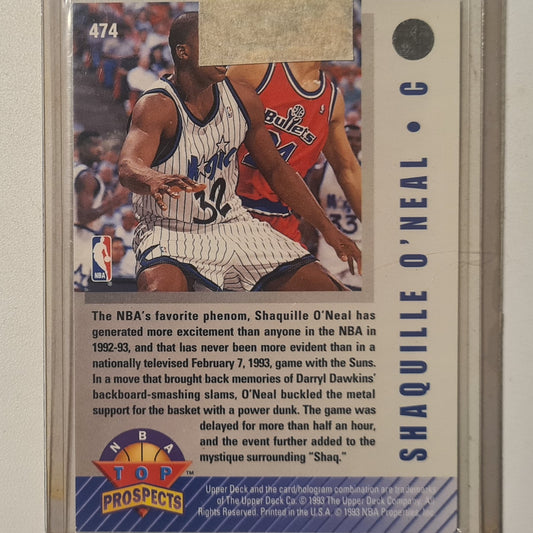 474
Magic
32
Bullets
24
33
NBA
C
SHAQUILLE O'NEAL • C
The NBA's favorite phenom, Shaquille O'Neal has
generated more excitement than anyone in the NBA in
1992-93, and that has never been more evident than in a
nationally televised February 7, 1993, game with the Suns.
In a move that brought back memories of Darryl Dawkins'
backboard-smashing slams, O'Neal buckled the metal
support for the basket with a power dunk. The game was
delayed for more than half an hour,
and the event further added to the
mystique surrounding "Shaq."
NBA
TOP
PROSPECTS
TM
Upper Deck and the card/hologram combination are trademarks
of The Upper Deck Co. © 1993 The Upper Deck Company. All
Rights Reserved. Printed in the U.S.A. © 1993 NBA Properties, Inc.